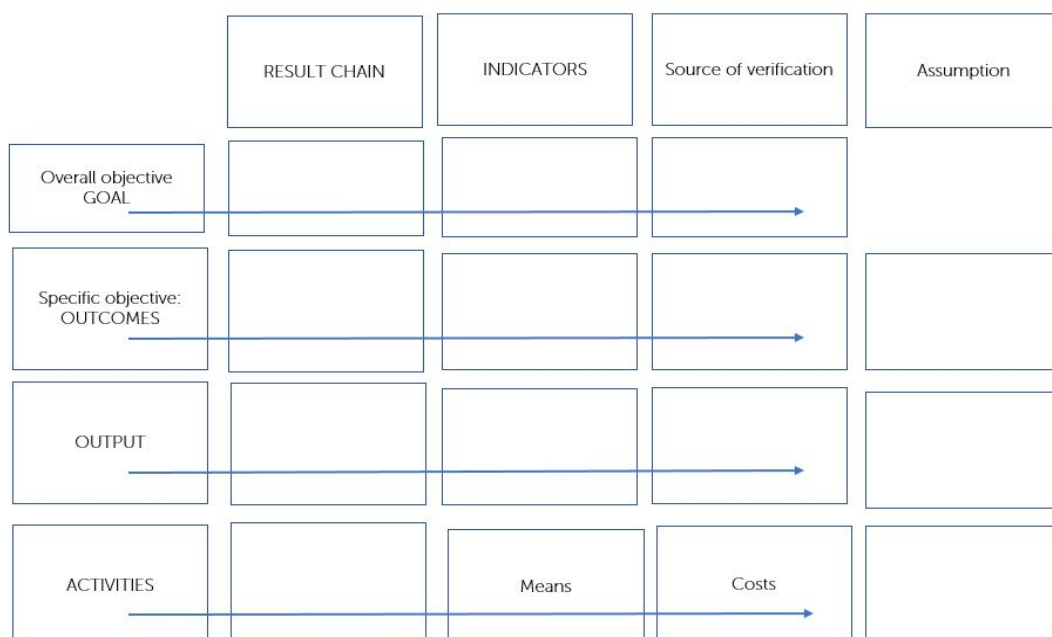 RESULT CHAIN
INDICATORS
Source of verification
Assumption
Overall objective
GOAL
Specific objective:
OUTCOMES
OUTPUT
ACTIVITIES
Means
Costs